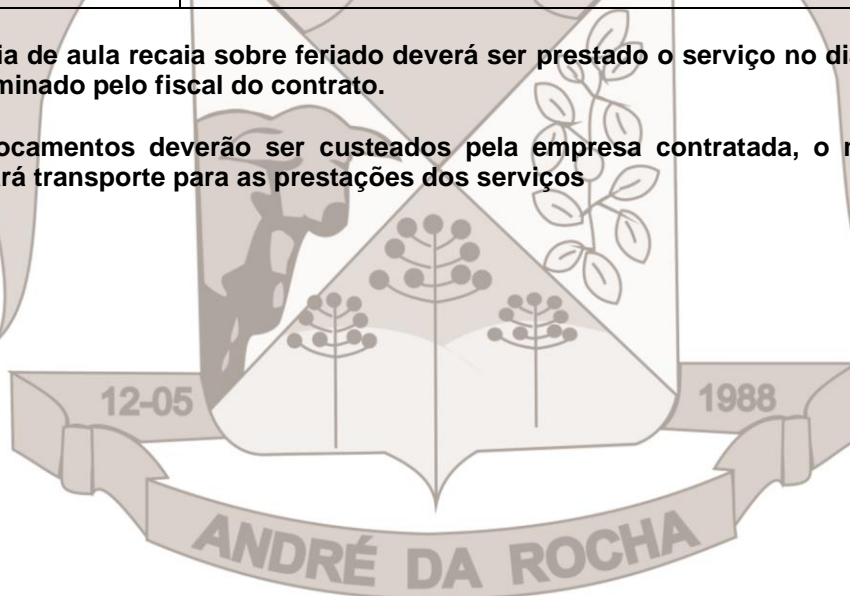 ia de aula recaia sobre feriado deverá ser prestado o serviço no di
minado pelo fiscal do contrato.
ocamentos deverão ser custeados pela empresa contratada, o
ará transporte para as prestações dos serviços
12-05
1988
ANDRÉ DA ROCHA